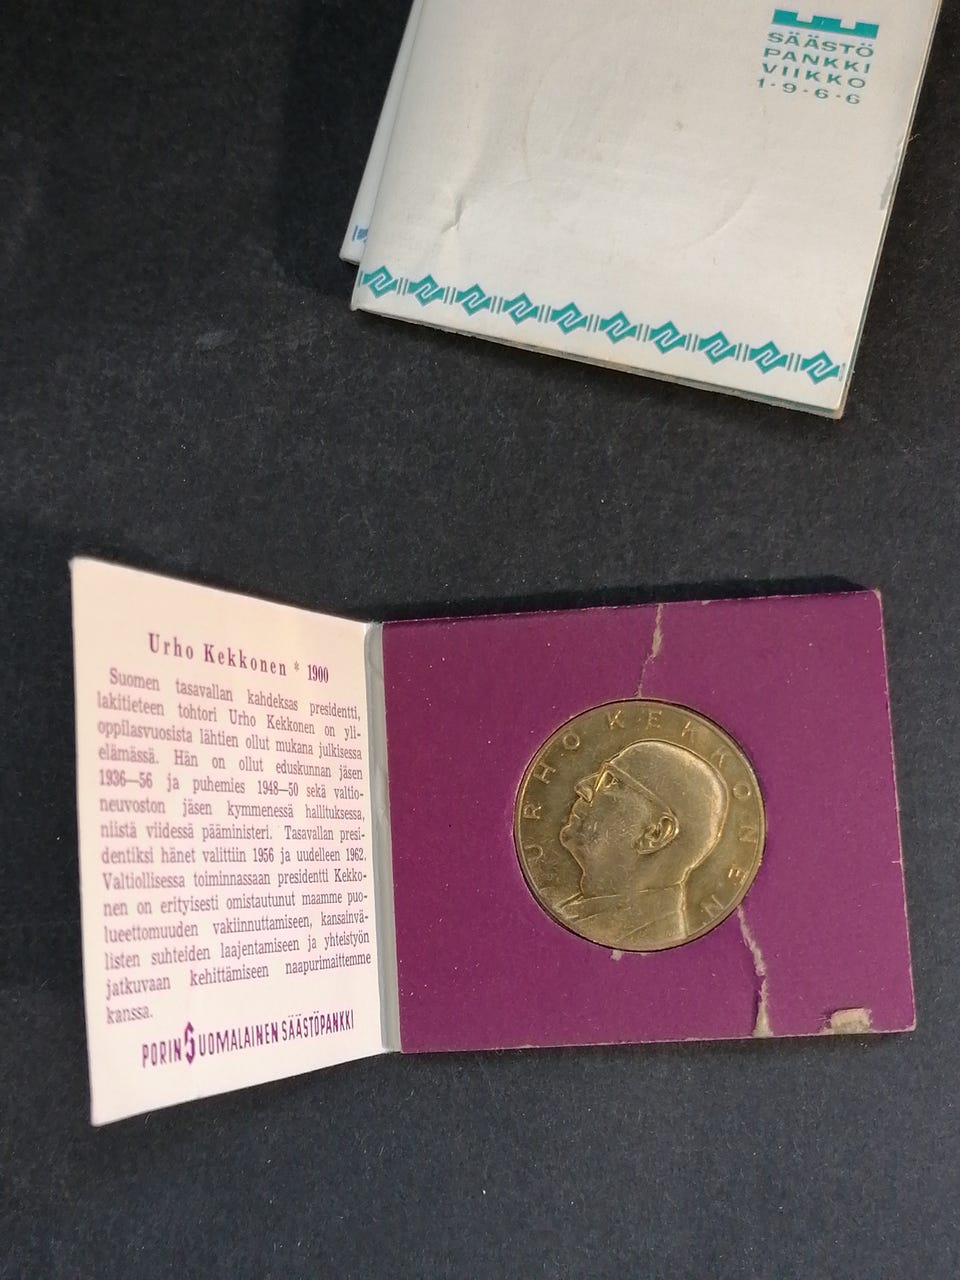 SÄÄSTÖ
PANKKI
VIIKKO
1·9·6·6
Urho Kekkonen * 1900
Suomen tasavallan kahdeksas presidentti,
lakitieteen tohtori Urho Kekkonen on yli-
oppilasvuosista lähtien ollut mukana julkisessa
elämässä. Hän on ollut eduskunnan jäsen
1936—56 ja puhemies 1948—50 sekä valtio-
neuvoston jäsen kymmenessä hallituksessa,
niistä viidessä pääministeri. Tasavallan presi-
dentiksi hänet valittiin 1956 ja uudelleen 1962.
Valtiollisessa toiminnassaan presidentti Kekko-
nen on erityisesti omistautunut maamme puo-
lueettomuuden vakiinnuttamiseen, kansainvä-
listen suhteiden laajentamiseen ja yhteistyön
jatkuvaan kehittämiseen naapurimaittemme
kanssa.
PORIN SUOMALAINEN SÄÄSTÖPANKKI
URHO KEKKONEN